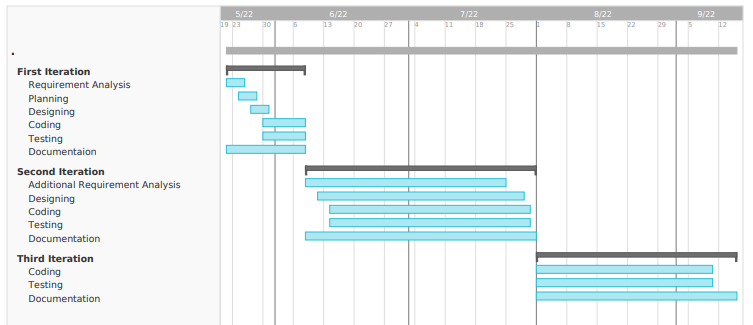 5/22 6/22 7/22 8/22 9/22
19 23 30 6 13 20 27 4 11 18 25 1 8 15 22 29 5 12
.
First Iteration
Requirement Analysis
Planning
Designing
Coding
Testing
Documentaion
Second Iteration
Additional Requirement Analysis
Designing
Coding
Testing
Documentation
Third Iteration
Coding
Testing
Documentation